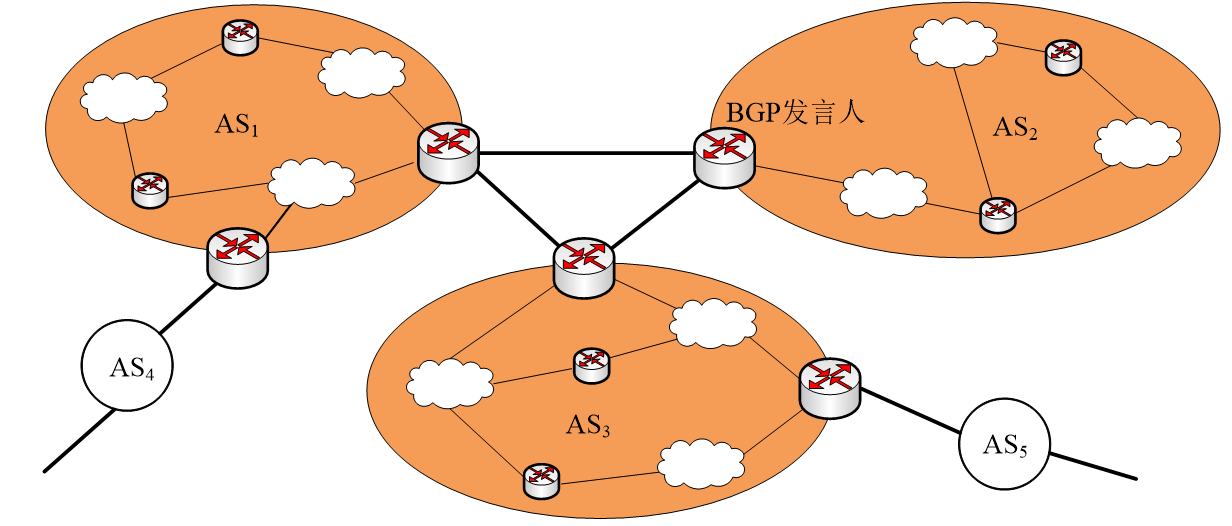 BGP发言人
AS₁
AS₂
AS₄
AS₃
AS₅